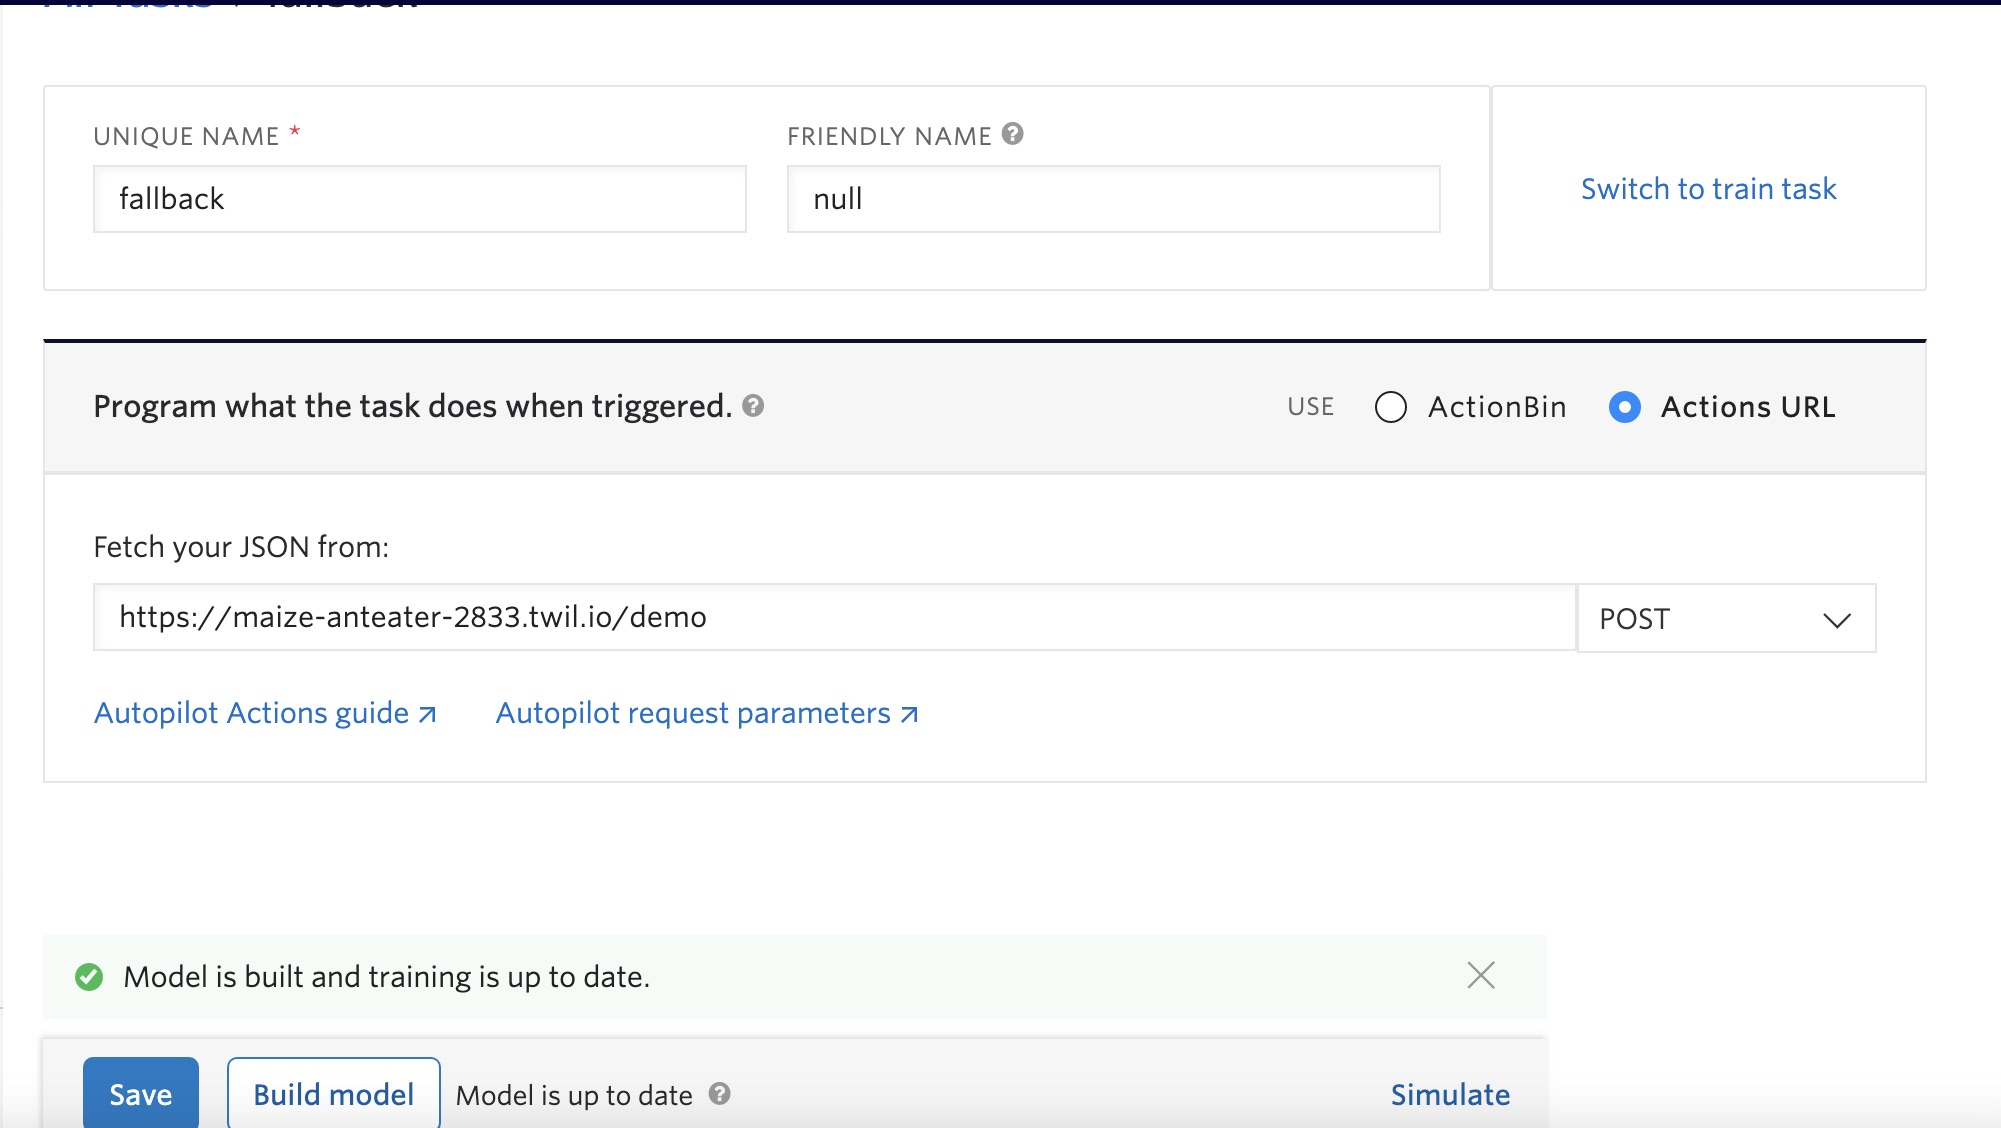 UNIQUE NAME *
FRIENDLY NAME ?
fallback
null
Switch to train task
Program what the task does when triggered. ?
USE ActionBin Actions URL
Fetch your JSON from:
https://maize-anteater-2833.twil.io/demo
POST
Autopilot Actions guide
Autopilot request parameters
Model is built and training is up to date.
Save
Build model
Model is up to date ?
Simulate